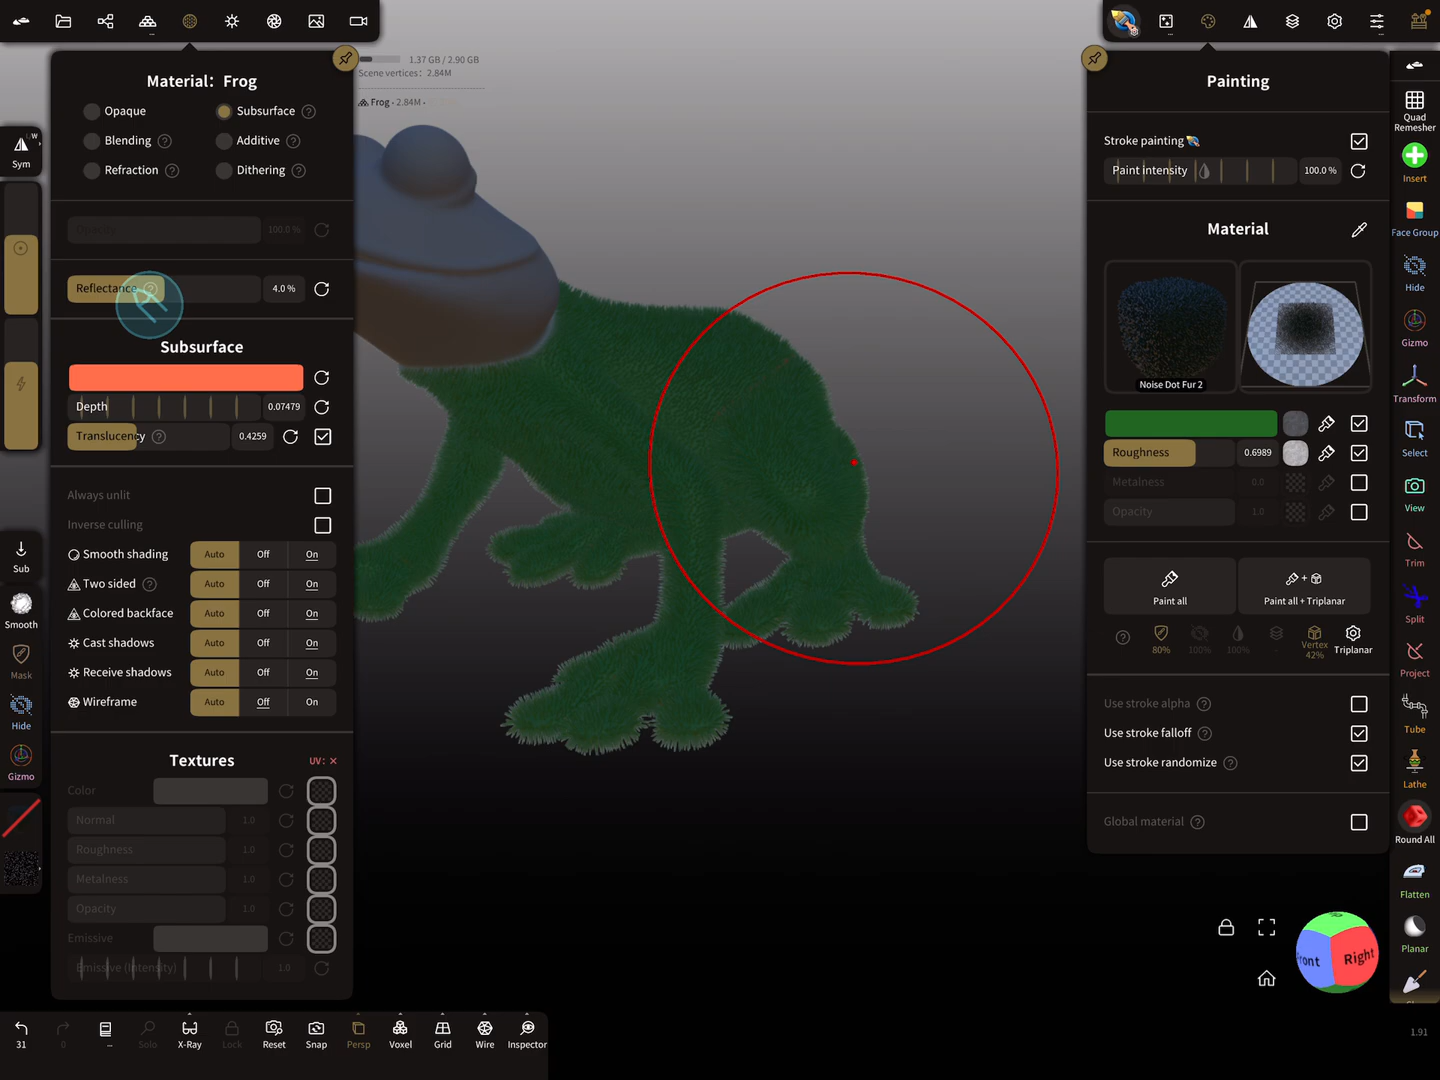 1.37 GB / 2.90 GB
Scene vertices: 2.84M
Frog • 2.84M •
Material: Frog
Opaque
Subsurface
Blending
Additive
Refraction
Dithering
Opacity
100.0 %
Reflectance
4.0 %
Subsurface
Depth
0.07479
Translucency
0.4259
Always unlit
Inverse culling
Smooth shading
Auto
Off
On
Two sided
Auto
Off
On
Colored backface
Auto
Off
On
Cast shadows
Auto
Off
On
Receive shadows
Auto
Off
On
Wireframe
Auto
Off
On
Textures
UV: ✕
Color
Normal
1.0
Roughness
1.0
Metalness
1.0
Opacity
1.0
Emissive
Emissive (Intensity)
1.0
Sym
Sub
Smooth
Mask
Hide
Gizmo
31
0
...
Solo
X-Ray
Lock
Reset
Snap
Persp
Voxel
Grid
Wire
Inspector
Painting
Stroke painting
Paint intensity
100.0 %
Material
Noise Dot Fur 2
Roughness
0.6989
Metalness
0.0
Opacity
1.0
Paint all
Paint all + Triplanar
80%
100%
100%
-
Vertex
42%
Triplanar
Use stroke alpha
Use stroke falloff
Use stroke randomize
Global material
Quad
Remesher
Insert
Face Group
Hide
Gizmo
Transform
Select
View
Trim
Split
Project
Tube
Lathe
Round All
Flatten
Planar
Front
Right
1.91